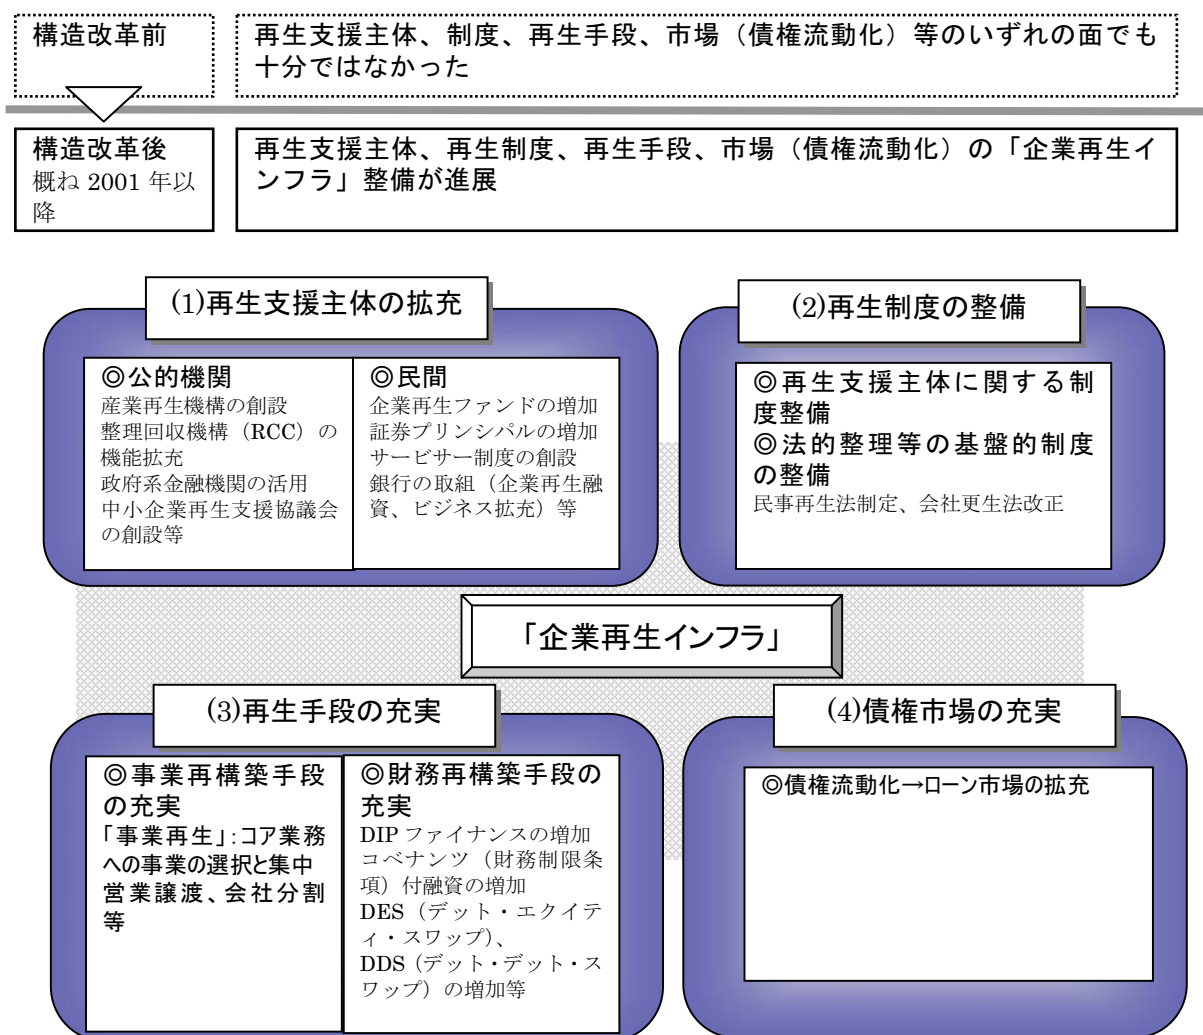 構造改革前
再生支援主体、制度、再生手段、市場（債権流動化）等のいずれの面でも
十分ではなかった
構造改革後
概ね 2001 年以
降
再生支援主体、再生制度、再生手段、市場（債権流動化）の「企業再生イ
ンフラ」整備が進展
(1)再生支援主体の拡充
◎公的機関
産業再生機構の創設
整理回収機構（RCC）の
機能拡充
政府系金融機関の活用
中小企業再生支援協議会
の創設等
◎民間
企業再生ファンドの増加
証券プリンシパルの増加
サービサー制度の創設
銀行の取組（企業再生融
資、ビジネス拡充）等
(2)再生制度の整備
◎再生支援主体に関する制
度整備
◎法的整理等の基盤的制度
の整備
民事再生法制定、会社更生法改正
「企業再生インフラ」
(3)再生手段の充実
◎事業再構築手段
の充実
「事業再生」：コア業務
への事業の選択と集中
営業譲渡、会社分割
等
◎財務再構築手段の
充実
DIP ファイナンスの増加
コベナンツ（財務制限条
項）付融資の増加
DES（デット・エクイテ
ィ・スワップ）、
DDS（デット・デット・ス
ワップ）の増加等
(4)債権市場の充実
◎債権流動化→ローン市場の拡充